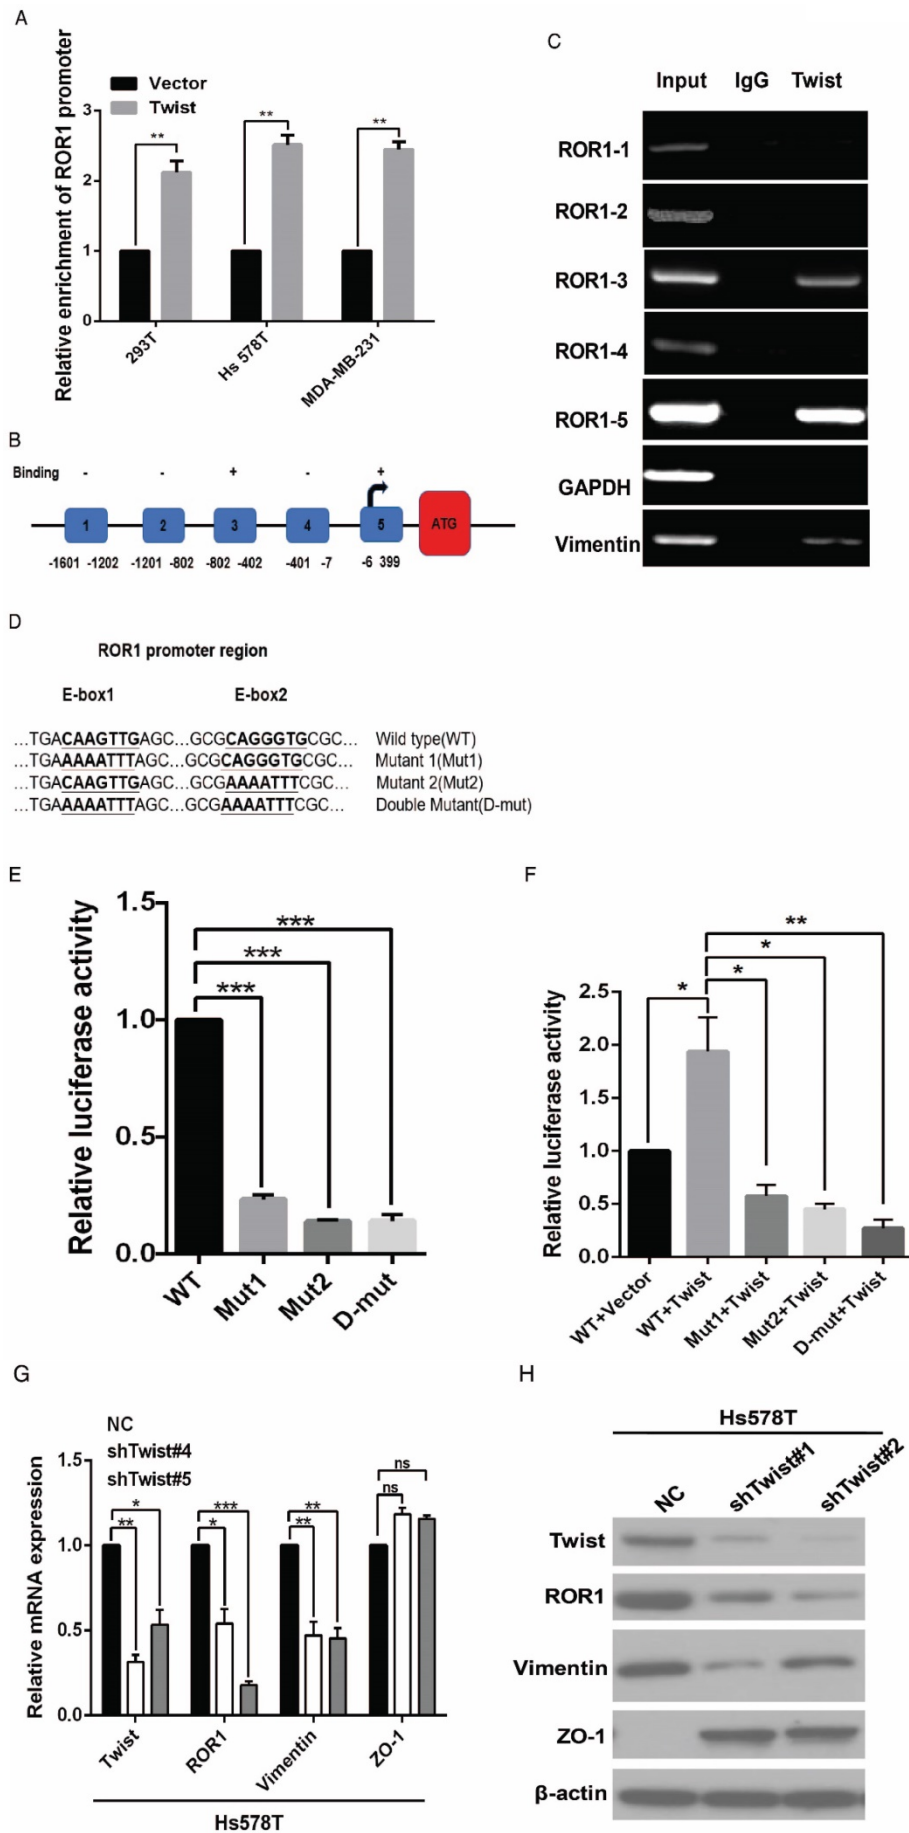 A
Relative enrichment of ROR1 promoter
Vector
Twist
3
2
1
0
**
**
**
293T
Hs 578T
MDA-MB-231
B
Binding
-
-
+
-
+
1
2
3
4
5
ATG
-1601 -1202 -1201 -802 -802 -402 -401 -7 -6 399
C
Input IgG Twist
ROR1-1
ROR1-2
ROR1-3
ROR1-4
ROR1-5
GAPDH
Vimentin
D
ROR1 promoter region
E-box1 E-box2
...TGACAAGTTGAGC...GCGCAGGGTGCGC... Wild type(WT)
...TGAAAAATTTAGC...GCGCAGGGTGCGC... Mutant 1(Mut1)
...TGACAAGTTGAGC...GCGAAAATTTCGC... Mutant 2(Mut2)
...TGAAAAATTTAGC...GCGAAAATTTCGC... Double Mutant(D-mut)
E
Relative luciferase activity
1.5
1.0
0.5
0.0
***
***
***
WT
Mut1
Mut2
D-mut
F
Relative luciferase activity
2.5
2.0
1.5
1.0
0.5
0.0
**
*
*
*
WT+Vector
WT+Twist
Mut1+Twist
Mut2+Twist
D-mut+Twist
G
NC
shTwist#4
shTwist#5
Relative mRNA expression
1.5
1.0
0.5
0.0
*
**
***
*
**
**
ns
ns
Twist
ROR1
Vimentin
ZO-1
Hs578T
H
Hs578T
NC
shTwist#1
shTwist#2
Twist
ROR1
Vimentin
ZO-1
β-actin